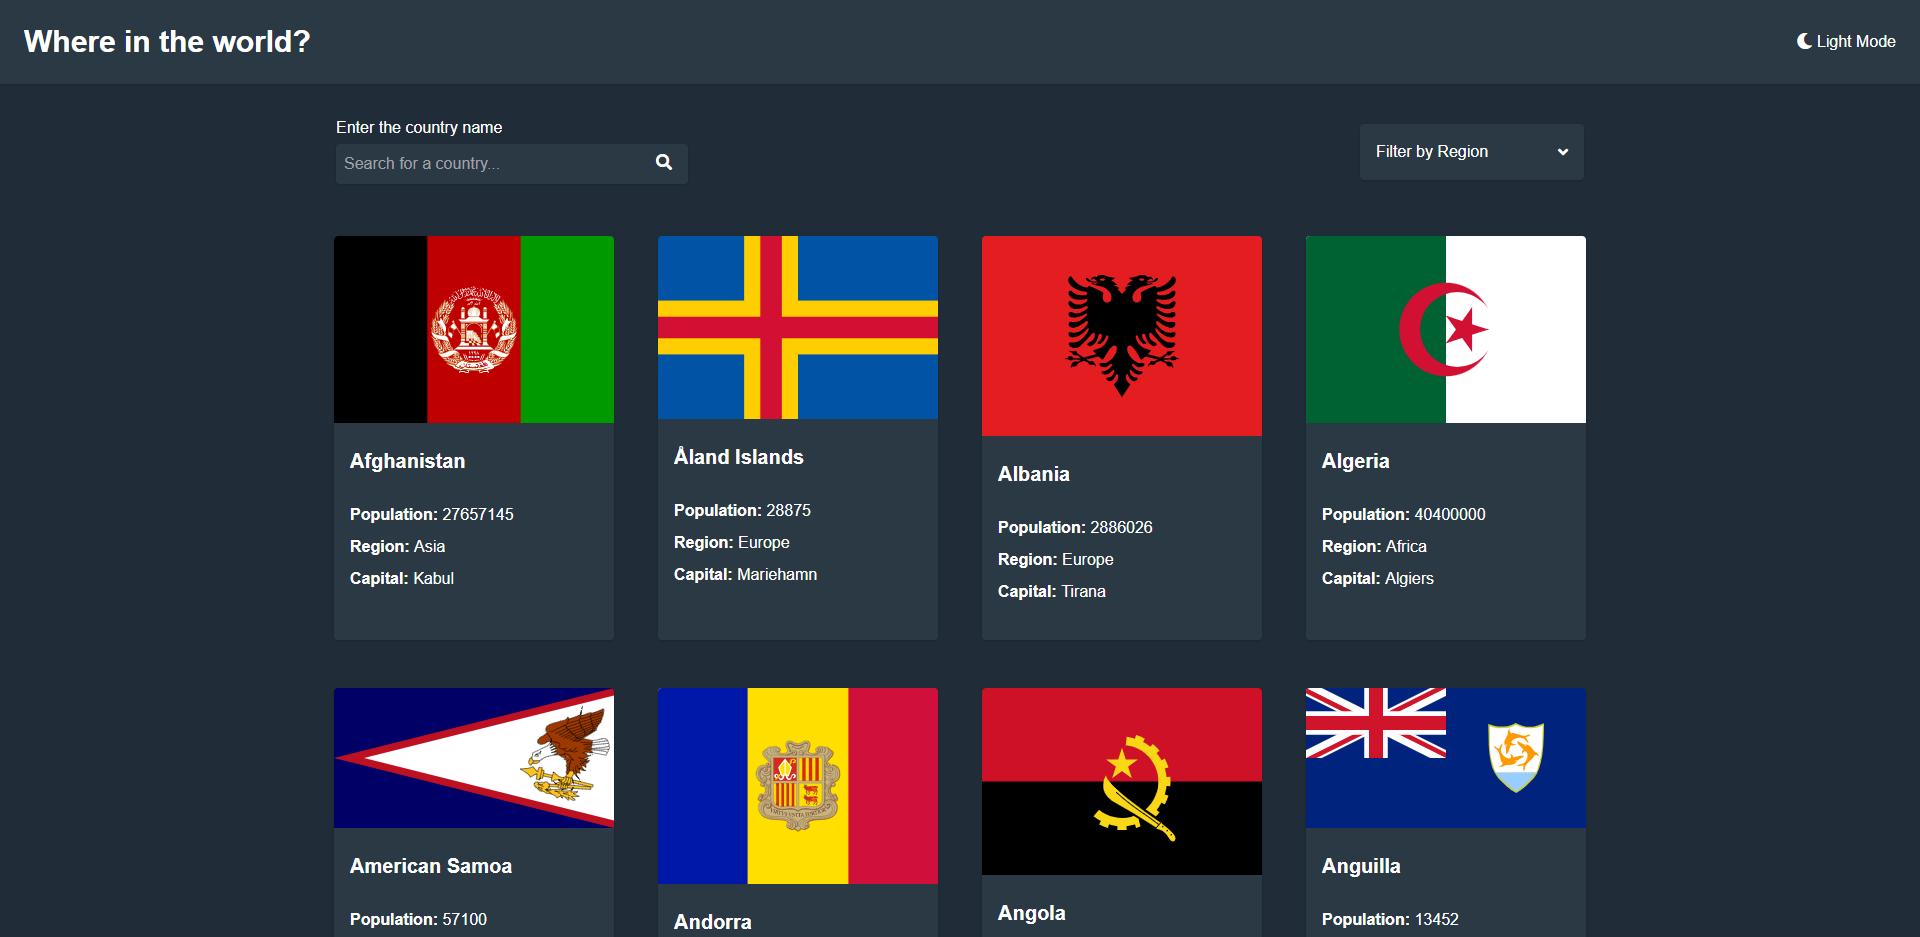 Where in the world?
Light Mode
Enter the country name
Search for a country...
Filter by Region
Afghanistan
Population: 27657145
Region: Asia
Capital: Kabul
Åland Islands
Population: 28875
Region: Europe
Capital: Mariehamn
Albania
Population: 2886026
Region: Europe
Capital: Tirana
Algeria
Population: 40400000
Region: Africa
Capital: Algiers
American Samoa
Population: 57100
Andorra
Angola
Anguilla
Population: 13452